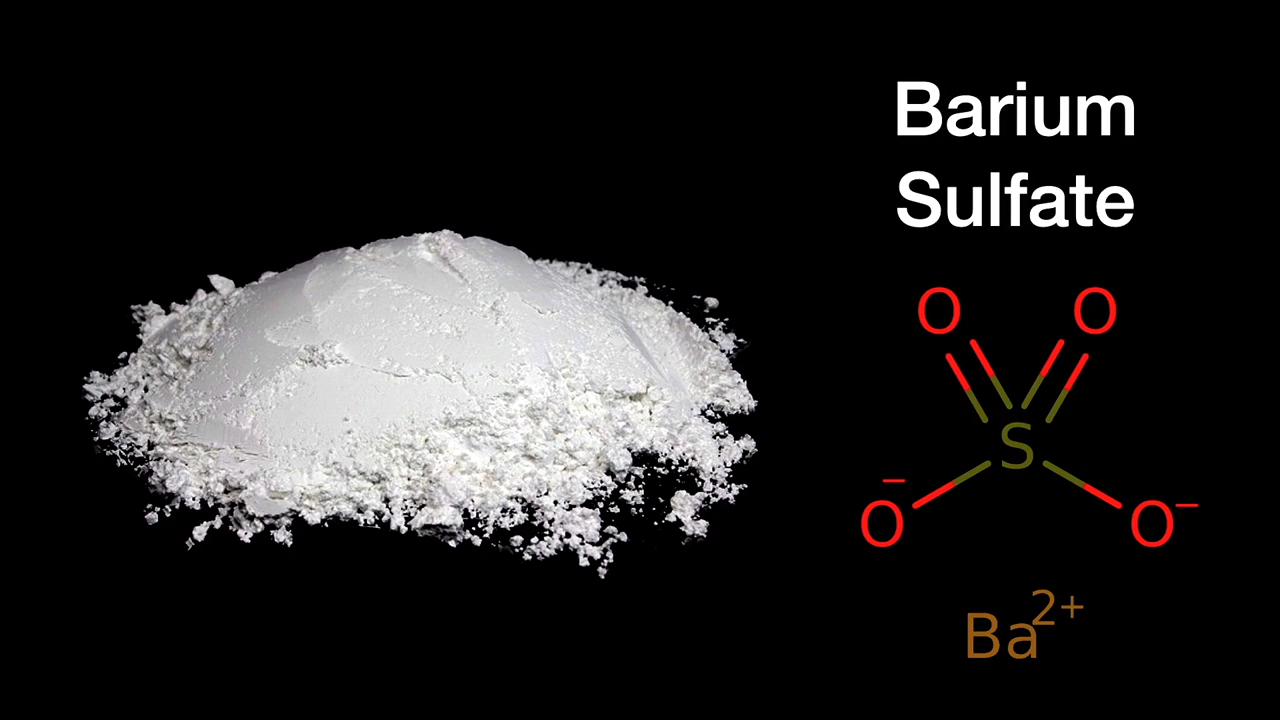 Barium
Sulfate
O O
S
O⁻ O⁻
Ba²⁺